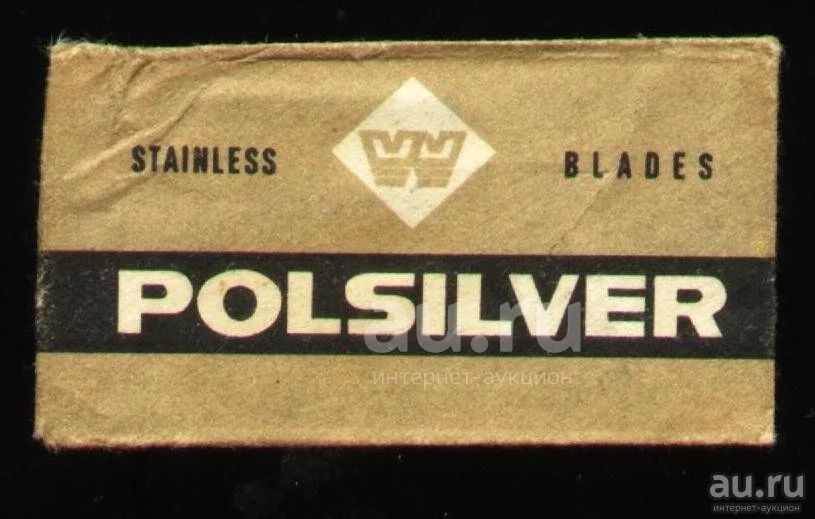 STAINLESS BLADES
POLSILVER
au.ru
интернет-аукцион
au.ru
интернет-аукцион